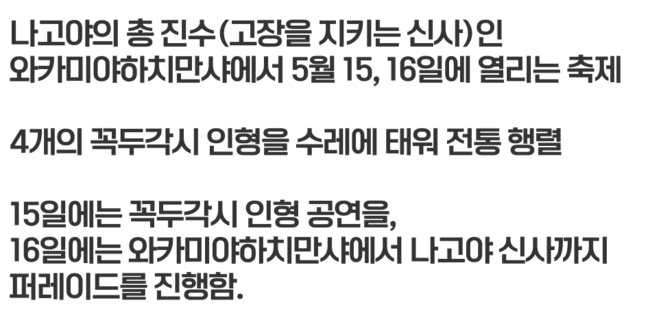 나고야의 총 진수(고장을 지키는 신사)인
와카미야하치만샤에서 5월 15, 16일에 열리는 축제
4개의 꼭두각시 인형을 수레에 태워 전통 행렬
15일에는 꼭두각시 인형 공연을,
16일에는 와카미야하치만샤에서 나고야 신사까지
퍼레이드를 진행함.